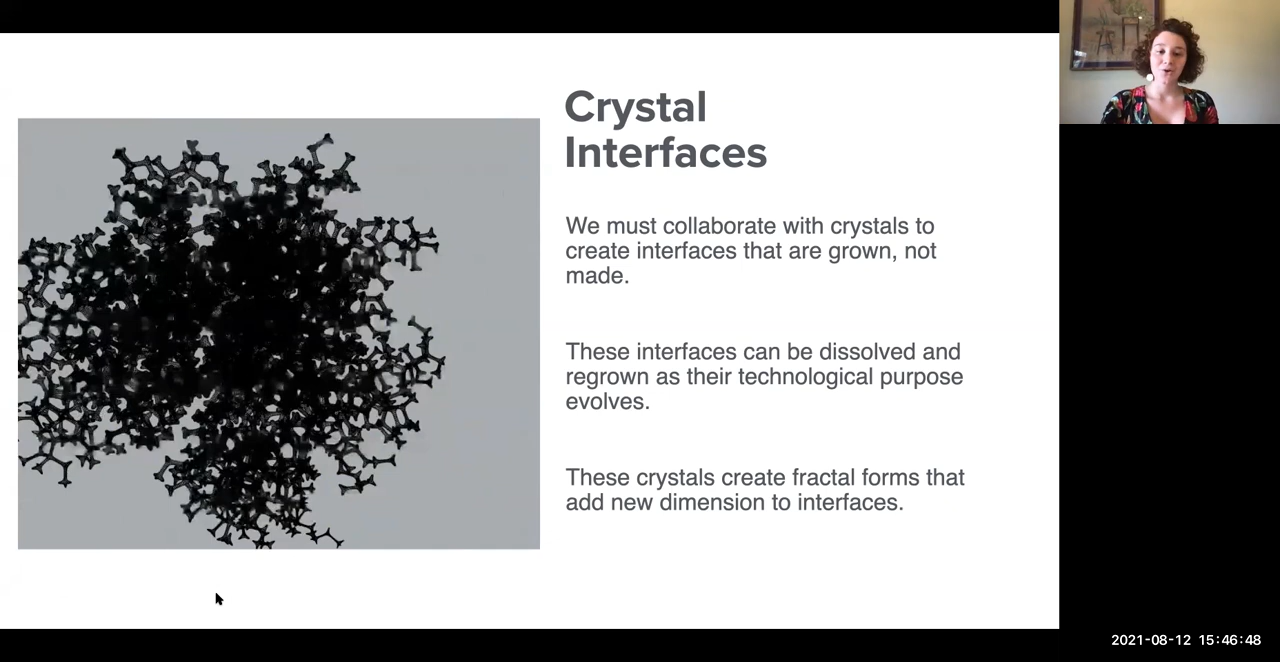 Crystal
Interfaces
We must collaborate with crystals to
create interfaces that are grown, not
made.
These interfaces can be dissolved and
regrown as their technological purpose
evolves.
These crystals create fractal forms that
add new dimension to interfaces.
2021-08-12 15:46:48